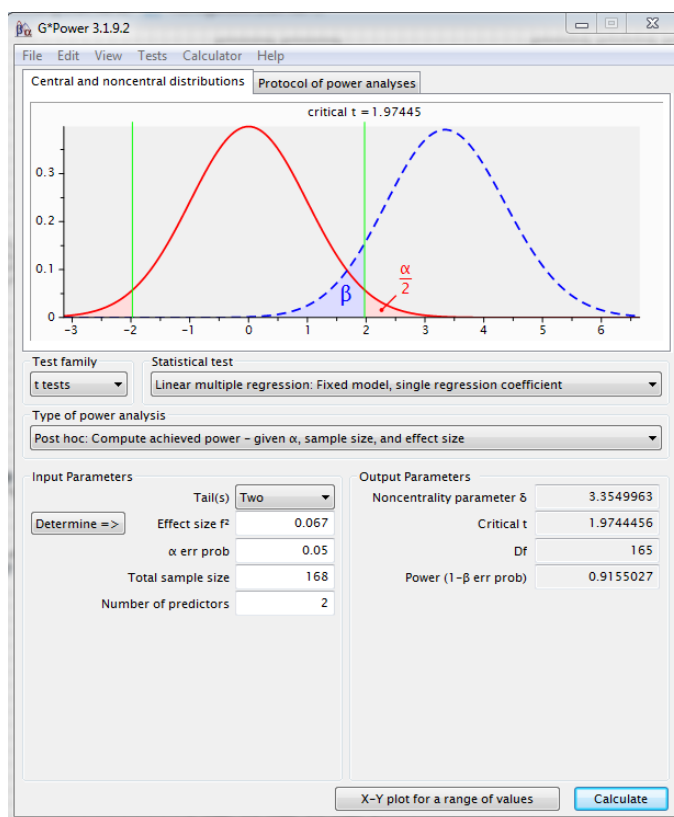 G*Power 3.1.9.2
File Edit View Tests Calculator Help
Central and noncentral distributions Protocol of power analyses
critical t = 1.97445
0.3
0.2
0.1
0
β
α
2
-3 -2 -1 0 1 2 3 4 5 6
Test family Statistical test
t tests Linear multiple regression: Fixed model, single regression coefficient
Type of power analysis
Post hoc: Compute achieved power - given α, sample size, and effect size
Input Parameters Output Parameters
Tail(s) Two Noncentrality parameter δ 3.3549963
Determine => Effect size f² 0.067 Critical t 1.9744456
α err prob 0.05 Df 165
Total sample size 168 Power (1-β err prob) 0.9155027
Number of predictors 2
X-Y plot for a range of values Calculate